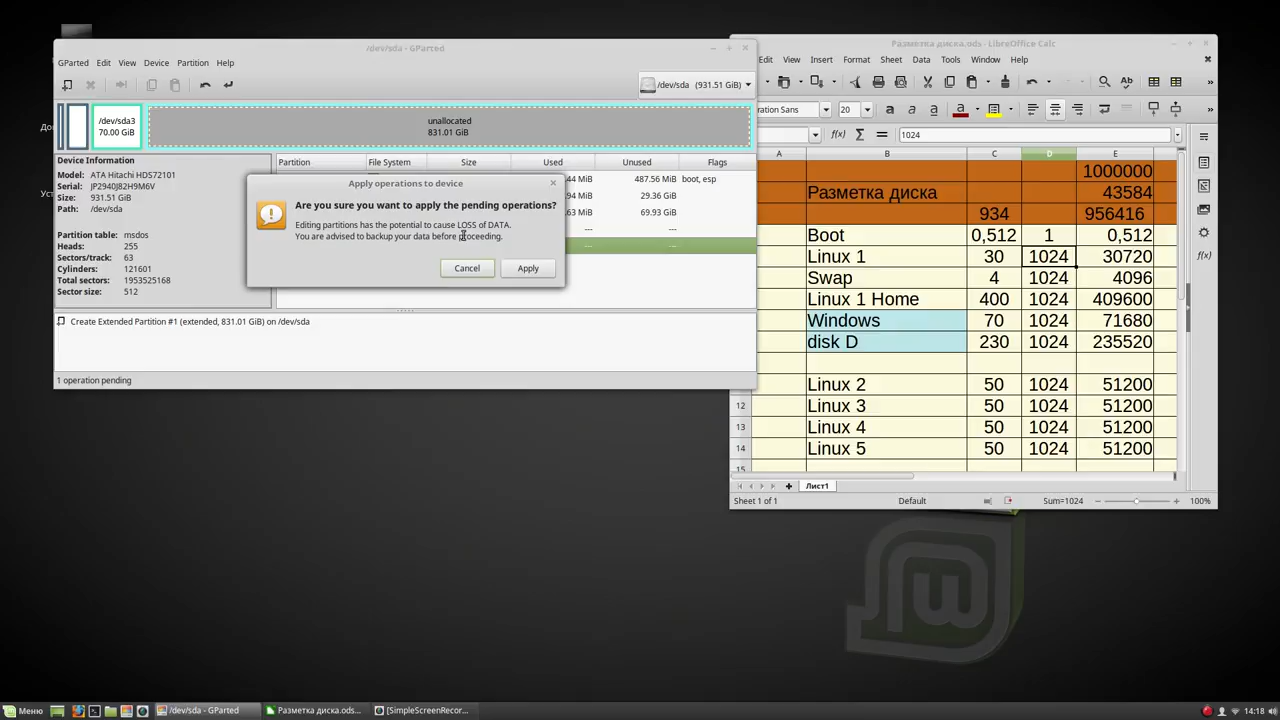 /dev/sda - GParted
GParted Edit View Device Partition Help
/dev/sda (931.51 GiB)
/dev/sda3
70.00 GiB
unallocated
831.01 GiB
Device Information
Model: ATA Hitachi HDS72101
Serial: JP2940J82H9M6V
Size: 931.51 GiB
Path: /dev/sda
Partition table: msdos
Heads: 255
Sectors/track: 63
Cylinders: 121601
Total sectors: 1953525168
Sector size: 512
Partition File System Size Used Unused Flags
.44 MiB 487.56 MiB boot, esp
.94 MiB 29.36 GiB
.63 MiB 69.93 GiB
--- ---
--- ---
Apply operations to device
Are you sure you want to apply the pending operations?
Editing partitions has the potential to cause LOSS of DATA.
You are advised to backup your data before proceeding.
Cancel Apply
Create Extended Partition #1 (extended, 831.01 GiB) on /dev/sda
1 operation pending
Разметка диска.ods - LibreOffice Calc
Edit View Insert Format Sheet Data Tools Window Help
eration Sans 20
1024
A B C D E
1000000
Разметка диска 43584
934 956416
Boot 0,512 1 0,512
Linux 1 30 1024 30720
Swap 4 1024 4096
Linux 1 Home 400 1024 409600
Windows 70 1024 71680
disk D 230 1024 235520
Linux 2 50 1024 51200
12 Linux 3 50 1024 51200
13 Linux 4 50 1024 51200
14 Linux 5 50 1024 51200
15
Лист1
Sheet 1 of 1 Default Sum=1024 100%
Меню /dev/sda - GParted Разметка диска.ods... [SimpleScreenRecor... 14:18